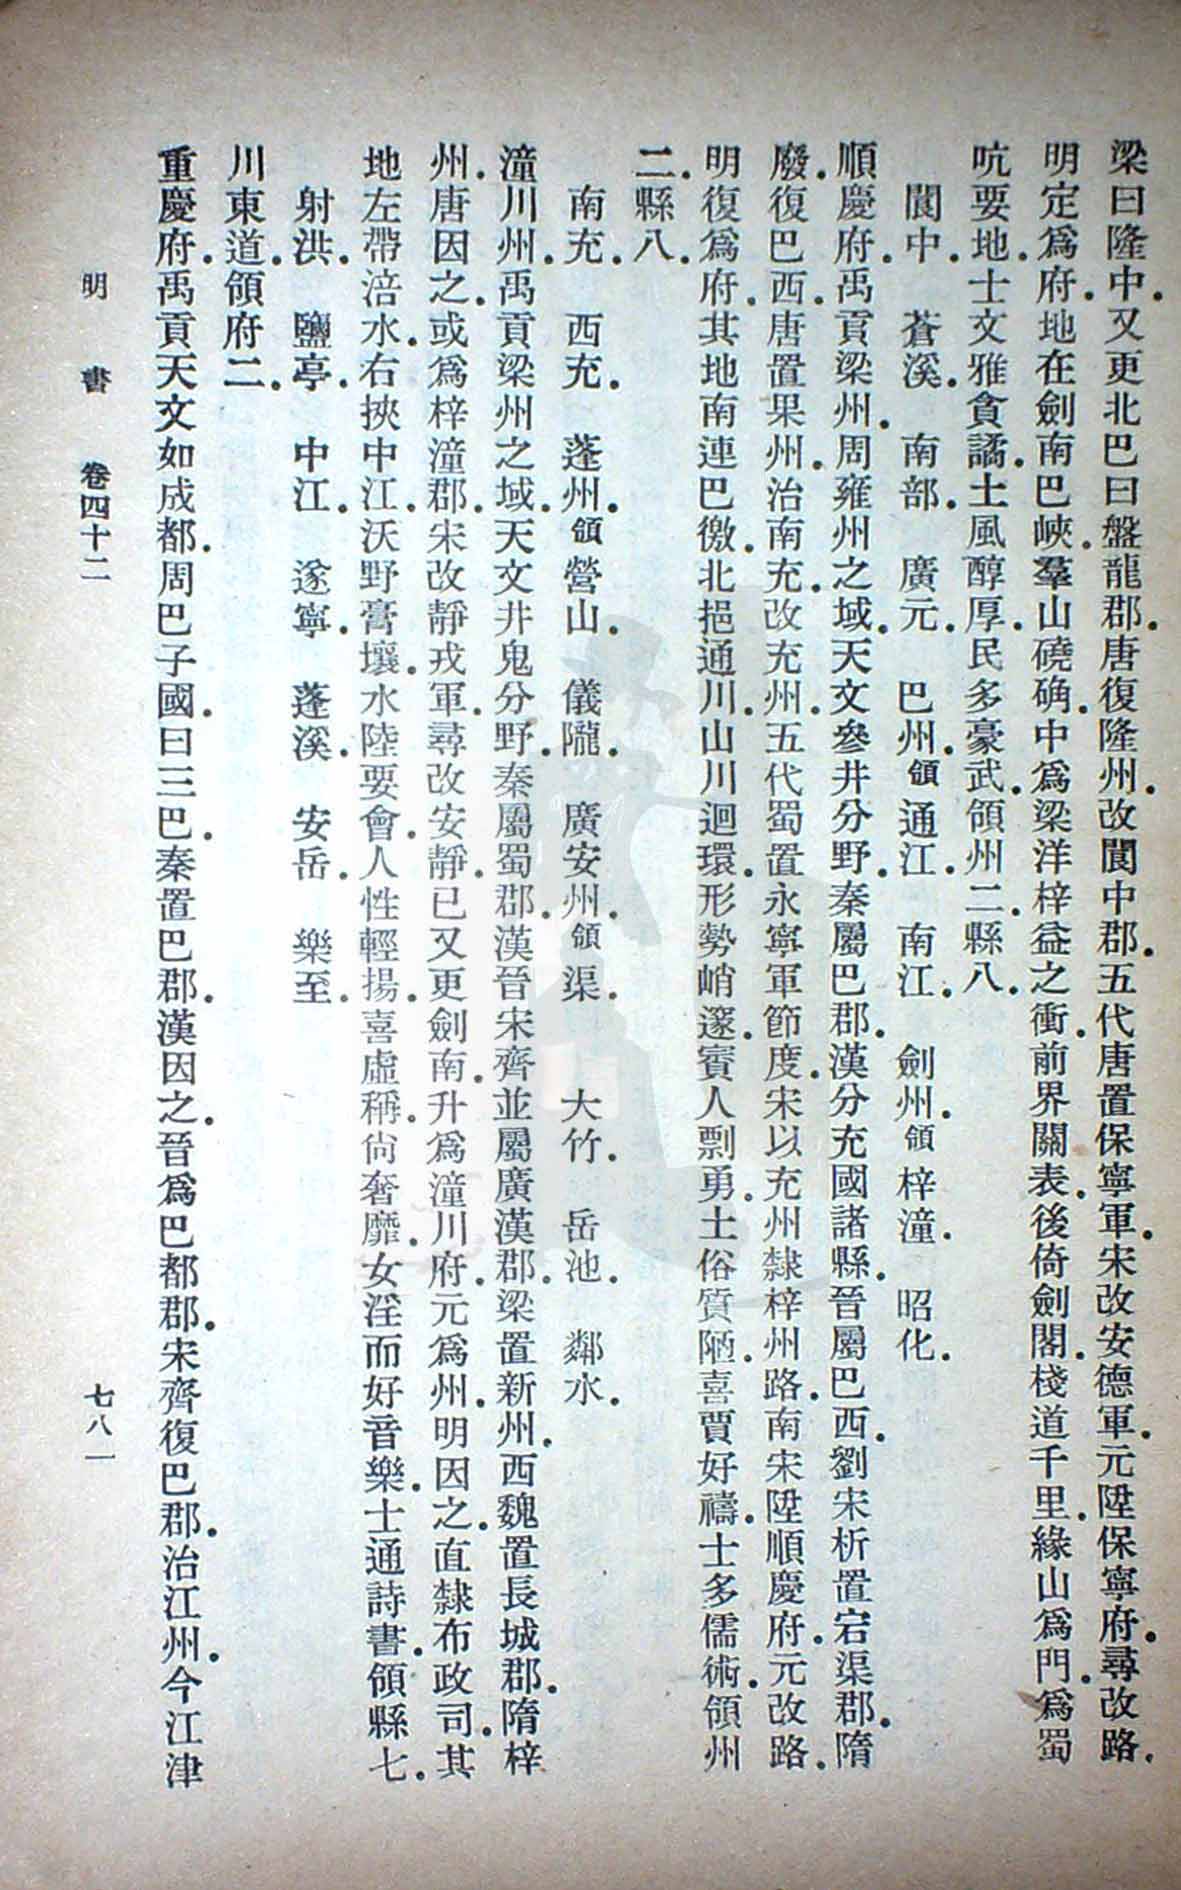 梁曰隆中．又更北巴曰盤龍郡．唐復隆州．改閬中郡．五代唐置保寧軍．宋改安德軍．元陞保寧府．尋改路．
明定爲府．地在劍南巴峽．羣山磽确．中爲梁洋梓益之衝．前界關表．後倚劍閣．棧道千里．緣山爲門．爲蜀
吭要地．士文雅貪譎．土風醇厚．民多豪武．領州二．縣八．
閬中．　蒼溪．　南部．　廣元．　巴州．領通江．　南江．　劍州．領梓潼．　昭化．
順慶府．禹貢梁州．周雍州之域．天文參井分野．秦屬巴郡．漢分充國諸縣．晉屬巴西．劉宋析置宕渠郡．隋
廢．復巴西．唐置果州．治南充．改充州．五代蜀置永寧軍節度．宋以充州隸梓州路．南宋陞順慶府．元改路．
明復爲府．其地南連巴徼．北挹通川．山川迴環．形勢峭邃．賓人剽勇．土俗質陋．喜賈好禱．士多儒術．領州
二．縣八．
南充．　西充．　蓬州．領營山．　儀隴．　廣安州．領渠．　大竹．　岳池．　鄰水．
潼川州．禹貢梁州之域．天文井鬼分野．秦屬蜀郡．漢晉宋齊並屬廣漢郡．梁置新州．西魏置長城郡．隋梓
州．唐因之．或爲梓潼郡．宋改靜戎軍．尋改安靜．已又更劍南．升爲潼川府．元爲州．明因之．直隸布政司．其
地左帶涪水．右挾中江．沃野膏壤．水陸要會．人性輕揚．喜虛稱．尙奢靡．女淫而好音樂．士通詩書．領縣七．
射洪．　鹽亭．　中江．　遂寧．　蓬溪．　安岳．　樂至．
川東道．領府二．
重慶府．禹貢天文如成都．周巴子國．曰三巴．秦置巴郡．漢因之．晉爲巴都郡．宋齊復巴郡．治江州．今江津
明書　卷四十二　七八一